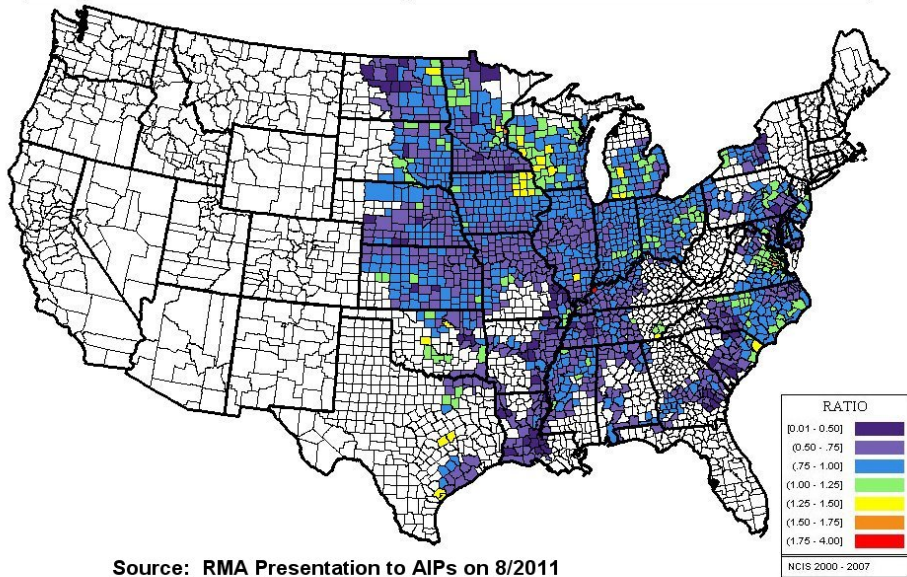 RATIO
[0.01 - 0.50]
(0.50 - .75]
(.75 - 1.00]
(1.00 - 1.25]
(1.25 - 1.50]
(1.50 - 1.75]
(1.75 - 4.00]
NCIS 2000 - 2007
Source: RMA Presentation to AIPs on 8/2011